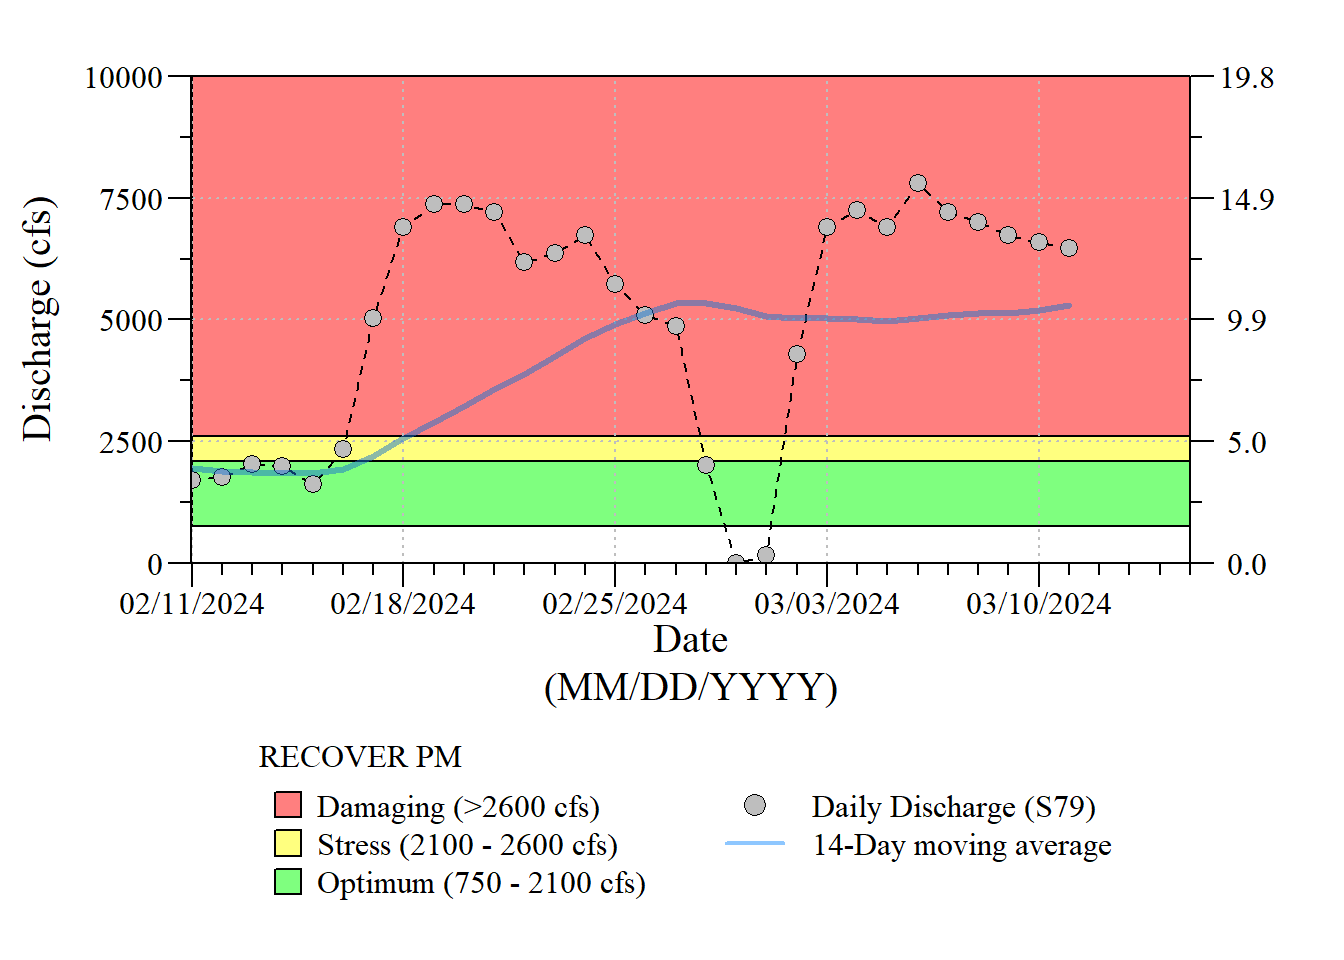 10000
7500
5000
2500
0
Discharge (cfs)
19.8
14.9
9.9
5.0
0.0
02/11/2024
02/18/2024
02/25/2024
03/03/2024
03/10/2024
Date
(MM/DD/YYYY)
RECOVER PM
Damaging (>2600 cfs)
Stress (2100 - 2600 cfs)
Optimum (750 - 2100 cfs)
Daily Discharge (S79)
14-Day moving average